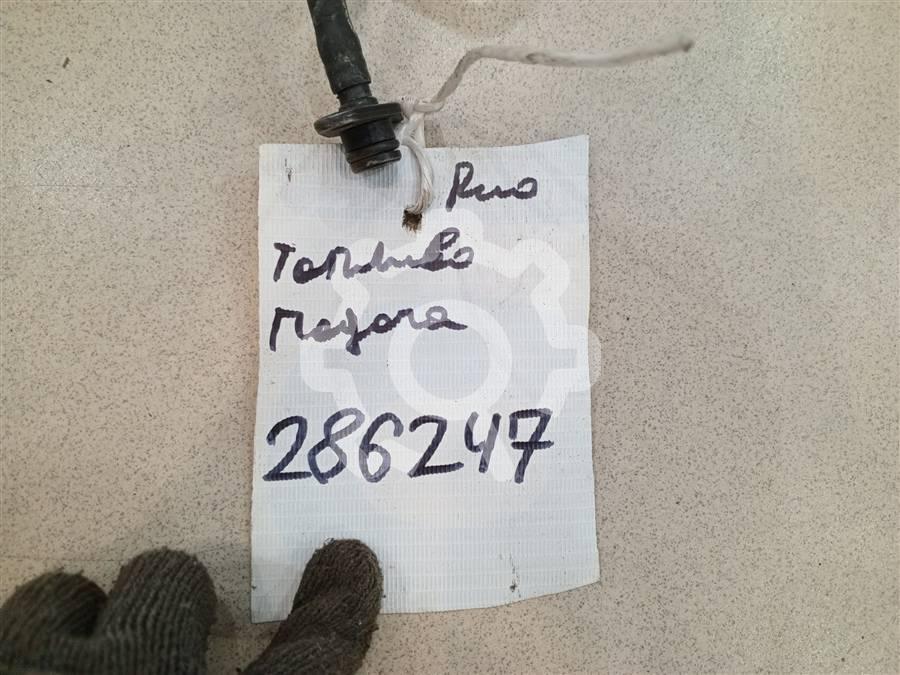 Рио
Топливо
Подача
286247